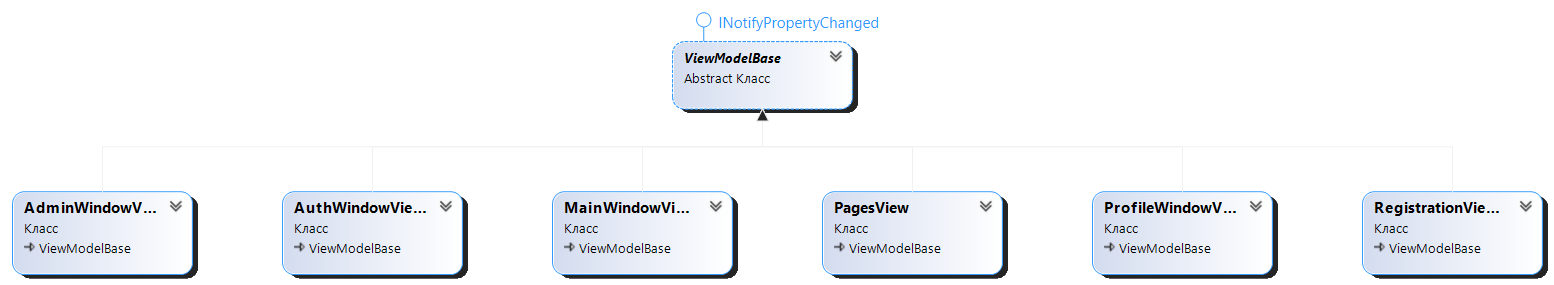 INotifyPropertyChanged
ViewModelBase
Abstract Класс
AdminWindowV...
Класс
ViewModelBase
AuthWindowVie...
Класс
ViewModelBase
MainWindowVi...
Класс
ViewModelBase
PagesView
Класс
ViewModelBase
ProfileWindowV...
Класс
ViewModelBase
RegistrationVie...
Класс
ViewModelBase